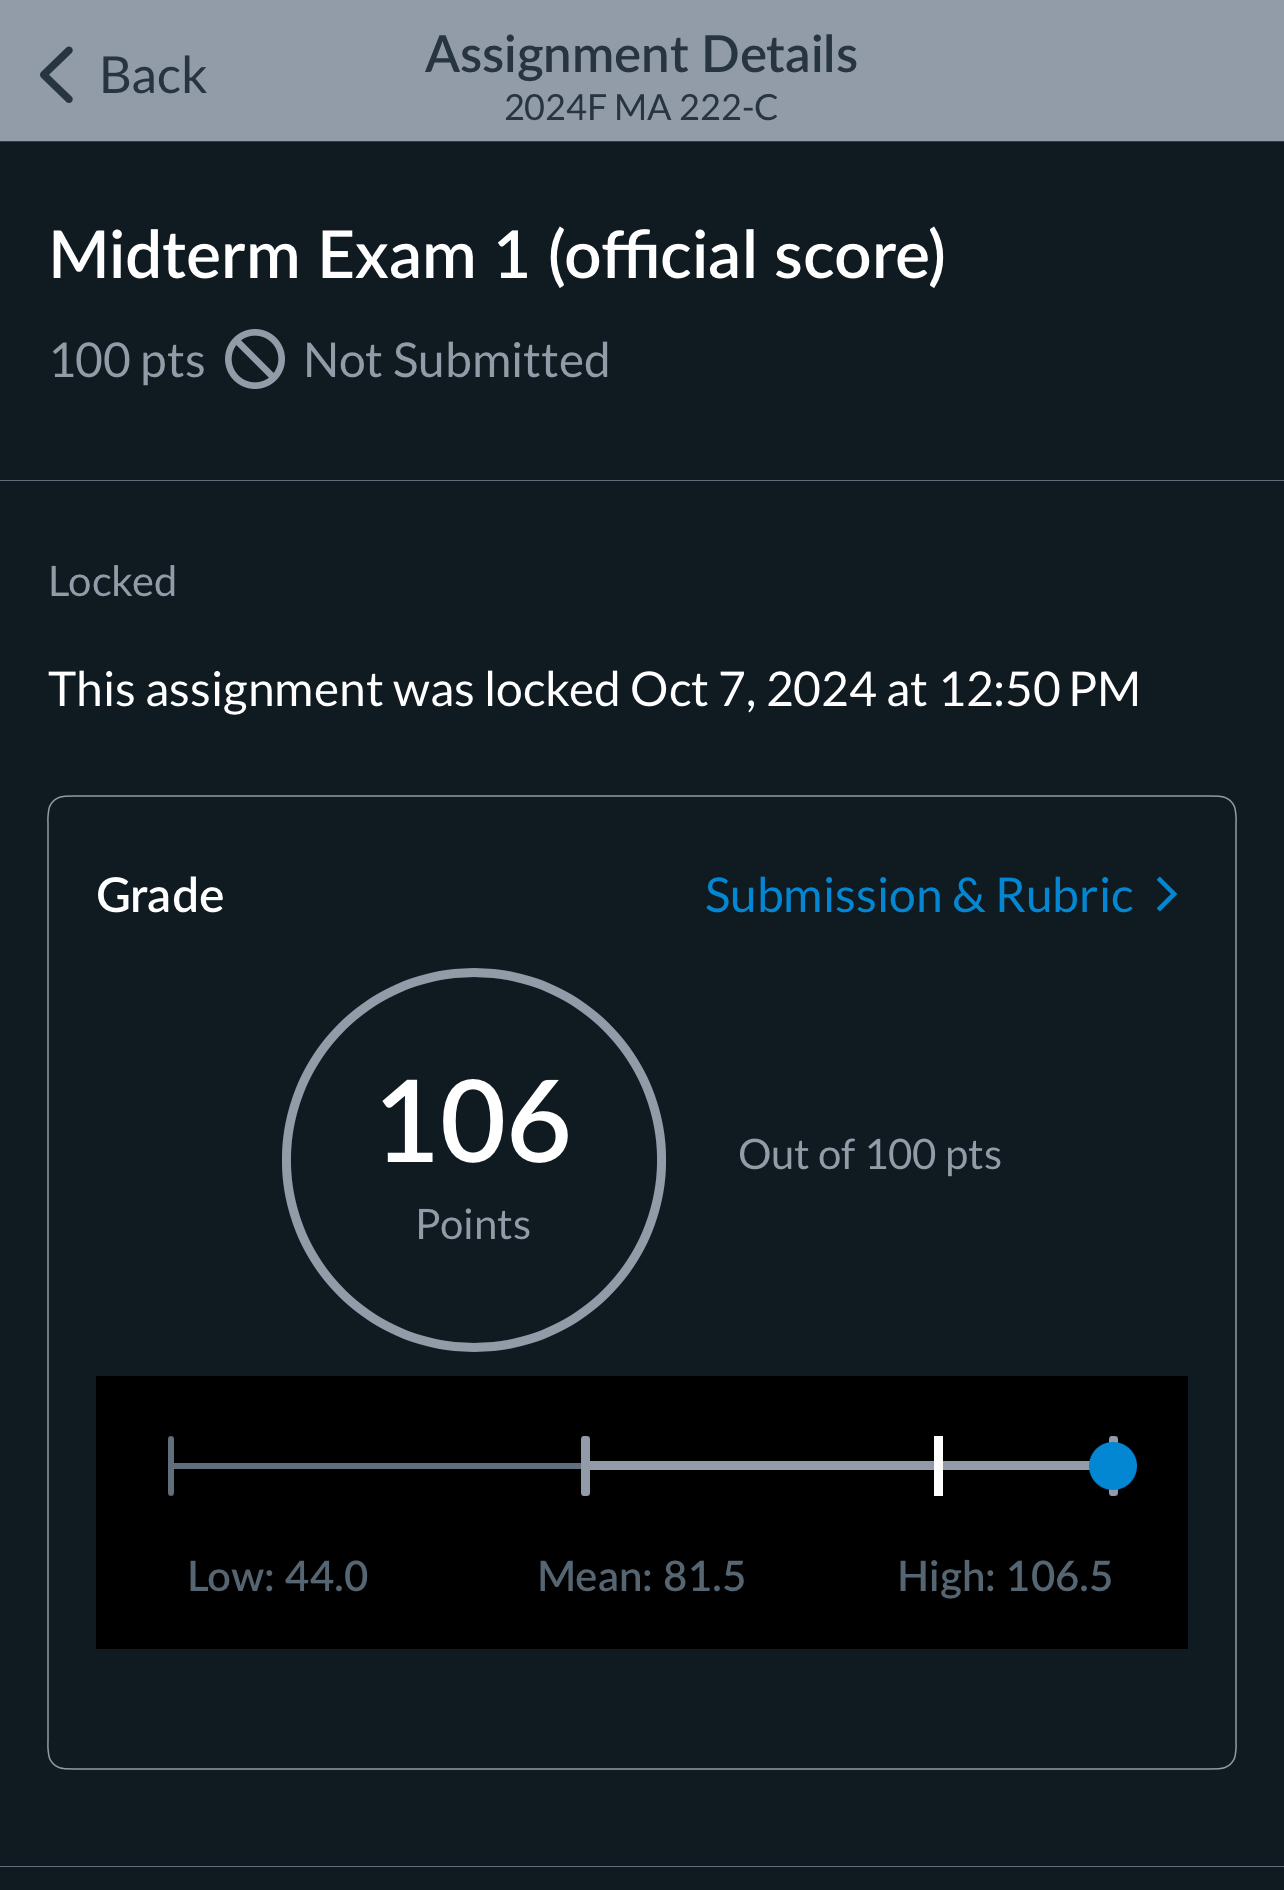 Back
Assignment Details
2024F MA 222-C
Midterm Exam 1 (official score)
100 pts Not Submitted
Locked
This assignment was locked Oct 7, 2024 at 12:50 PM
Grade
Submission & Rubric
106
Points
Out of 100 pts
Low: 44.0
Mean: 81.5
High: 106.5